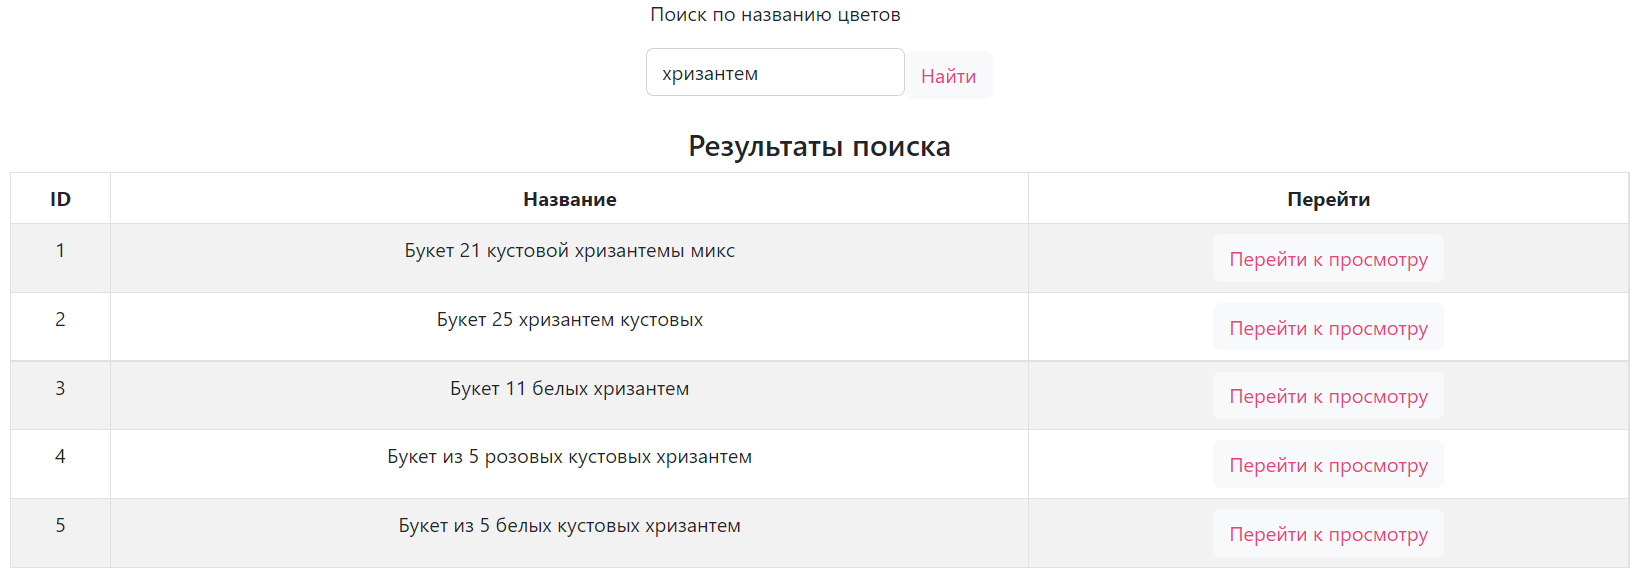 Поиск по названию цветов
хризантем Найти
Результаты поиска
ID Название Перейти
1 Букет 21 кустовой хризантемы микс Перейти к просмотру
2 Букет 25 хризантем кустовых Перейти к просмотру
3 Букет 11 белых хризантем Перейти к просмотру
4 Букет из 5 розовых кустовых хризантем Перейти к просмотру
5 Букет из 5 белых кустовых хризантем Перейти к просмотру